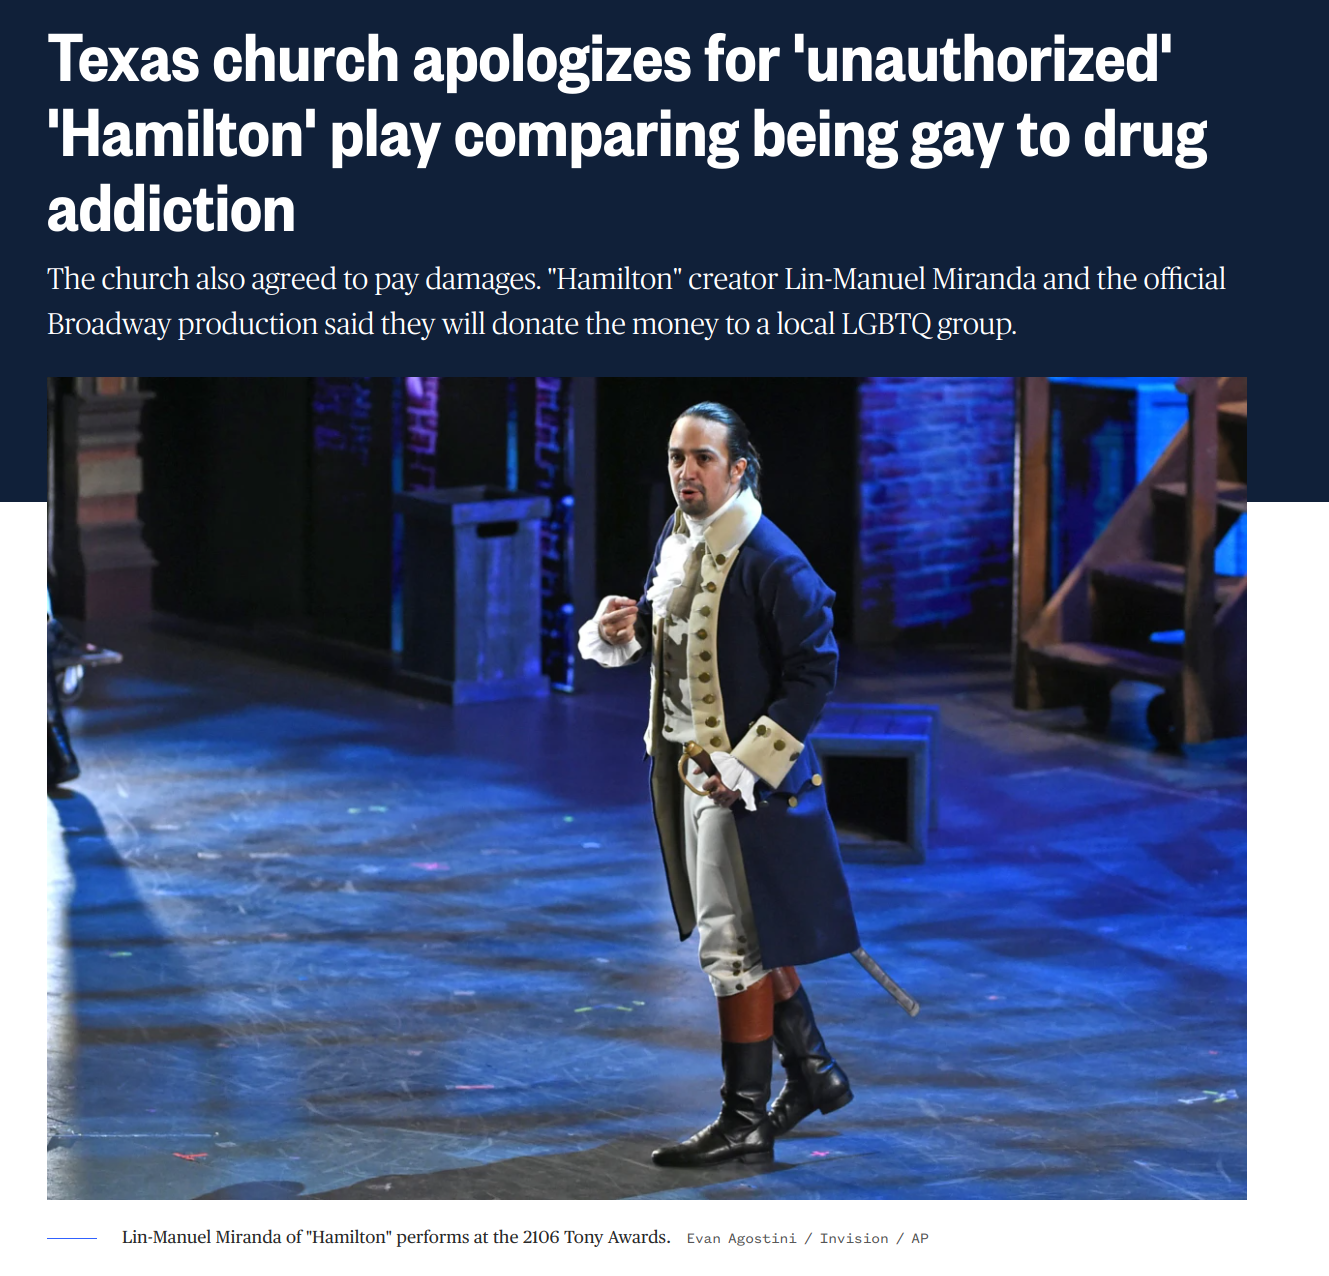 Texas church apologizes for 'unauthorized'
'Hamilton' play comparing being gay to drug
addiction
The church also agreed to pay damages. "Hamilton" creator Lin-Manuel Miranda and the official
Broadway production said they will donate the money to a local LGBTQ group.
Lin-Manuel Miranda of "Hamilton" performs at the 2106 Tony Awards. Evan Agostini / Invision / AP